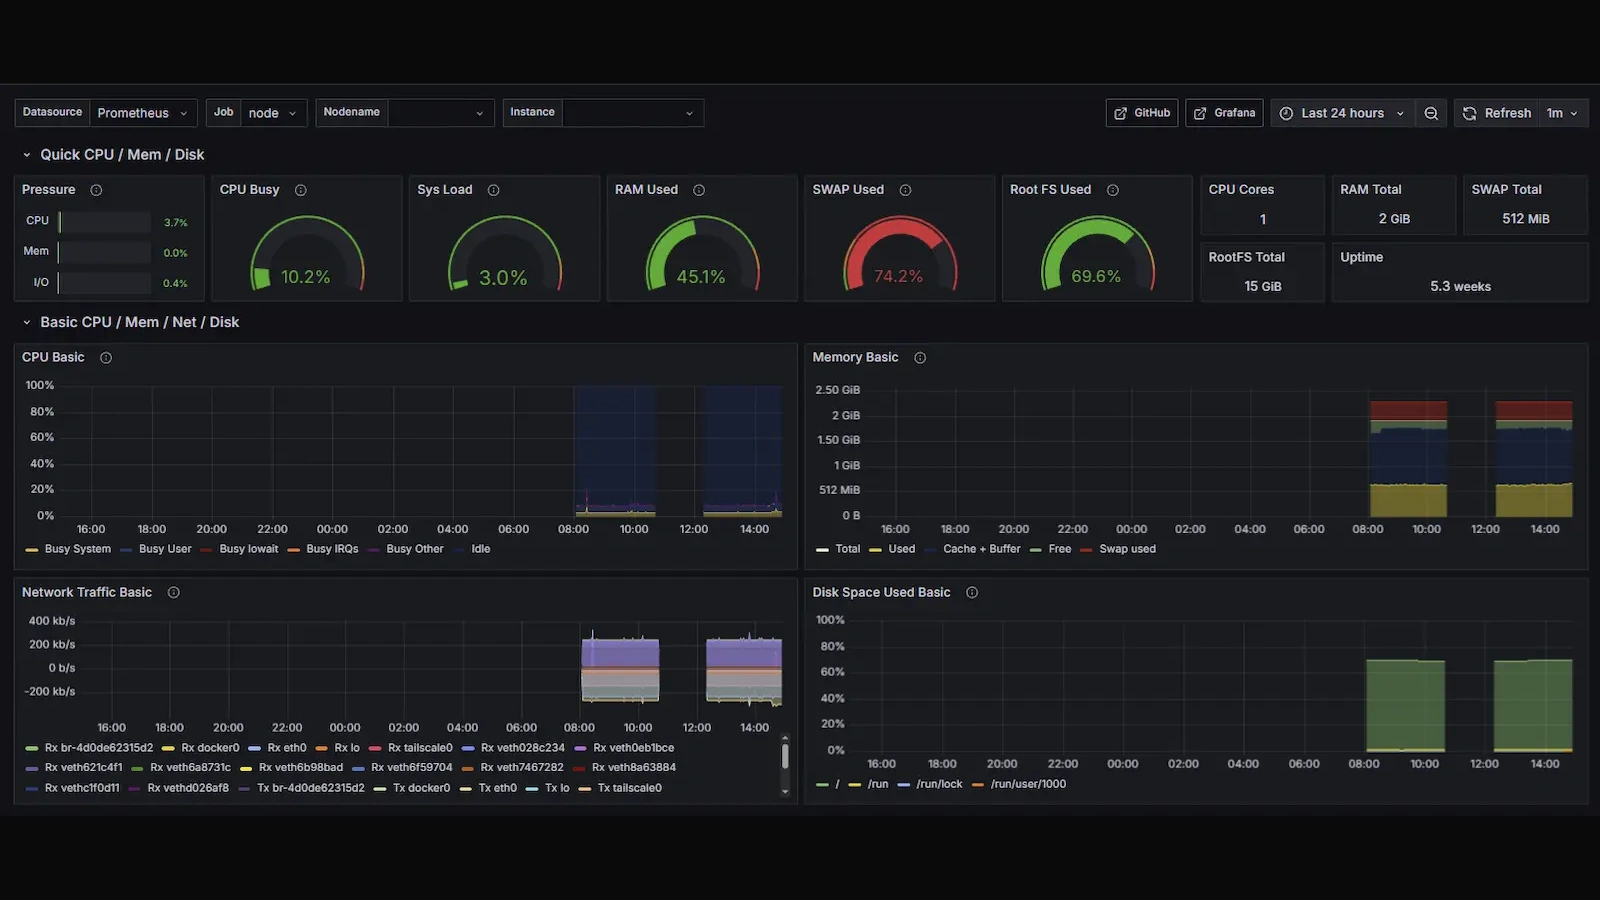 Datasource Prometheus Job node Nodename Instance GitHub Grafana Last 24 hours Refresh 1m
Quick CPU / Mem / Disk
Pressure
CPU 3.7%
Mem 0.0%
I/O 0.4%
CPU Busy
10.2%
Sys Load
3.0%
RAM Used
45.1%
SWAP Used
74.2%
Root FS Used
69.6%
CPU Cores
1
RAM Total
2 GiB
SWAP Total
512 MiB
RootFS Total
15 GiB
Uptime
5.3 weeks
Basic CPU / Mem / Net / Disk
CPU Basic
100%
80%
60%
40%
20%
0%
16:00 18:00 20:00 22:00 00:00 02:00 04:00 06:00 08:00 10:00 12:00 14:00
Busy System Busy User Busy Iowait Busy IRQs Busy Other Idle
Memory Basic
2.50 GiB
2 GiB
1.50 GiB
1 GiB
512 MiB
0 B
16:00 18:00 20:00 22:00 00:00 02:00 04:00 06:00 08:00 10:00 12:00 14:00
Total Used Cache + Buffer Free Swap used
Network Traffic Basic
400 kb/s
200 kb/s
0 b/s
-200 kb/s
16:00 18:00 20:00 22:00 00:00 02:00 04:00 06:00 08:00 10:00 12:00 14:00
Rx br-4d0de62315d2 Rx docker0 Rx eth0 Rx lo Rx tailscale0 Rx veth028c234 Rx veth0eb1bce
Rx veth621c4f1 Rx veth6a8731c Rx veth6b98bad Rx veth6f59704 Rx veth7467282 Rx veth8a63884
Rx vethc1f0d11 Rx vethd026af8 Tx br-4d0de62315d2 Tx docker0 Tx eth0 Tx lo Tx tailscale0
Disk Space Used Basic
100%
80%
60%
40%
20%
0%
16:00 18:00 20:00 22:00 00:00 02:00 04:00 06:00 08:00 10:00 12:00 14:00
/ /run /run/lock /run/user/1000